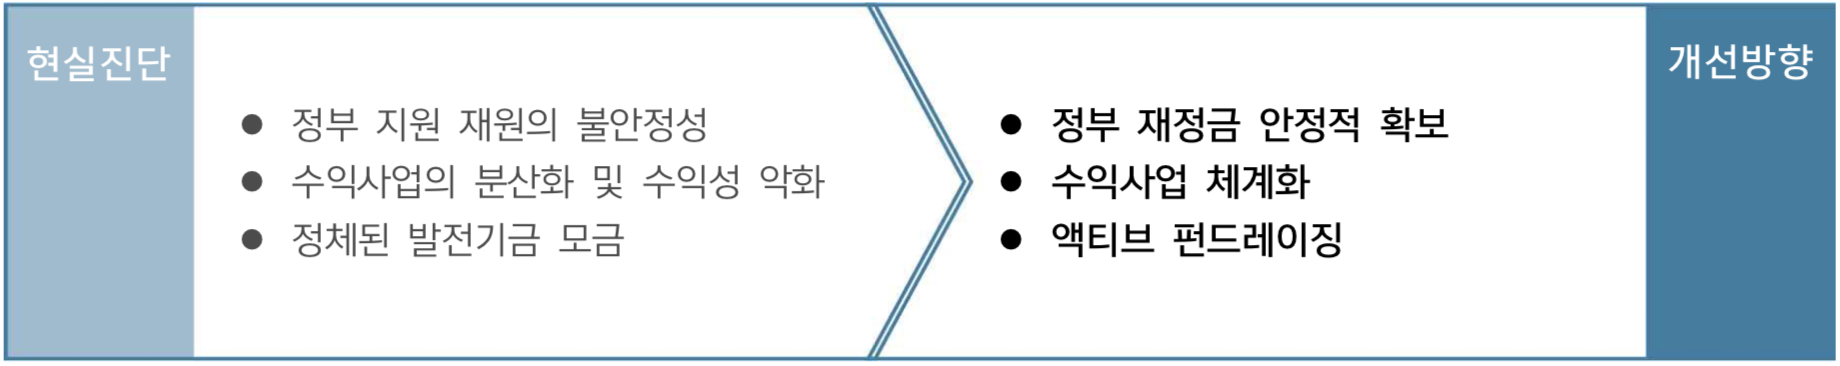 현실진단
● 정부 지원 재원의 불안정성
● 수익사업의 분산화 및 수익성 악화
● 정체된 발전기금 모금
개선방향
● 정부 재정금 안정적 확보
● 수익사업 체계화
● 액티브 펀드레이징